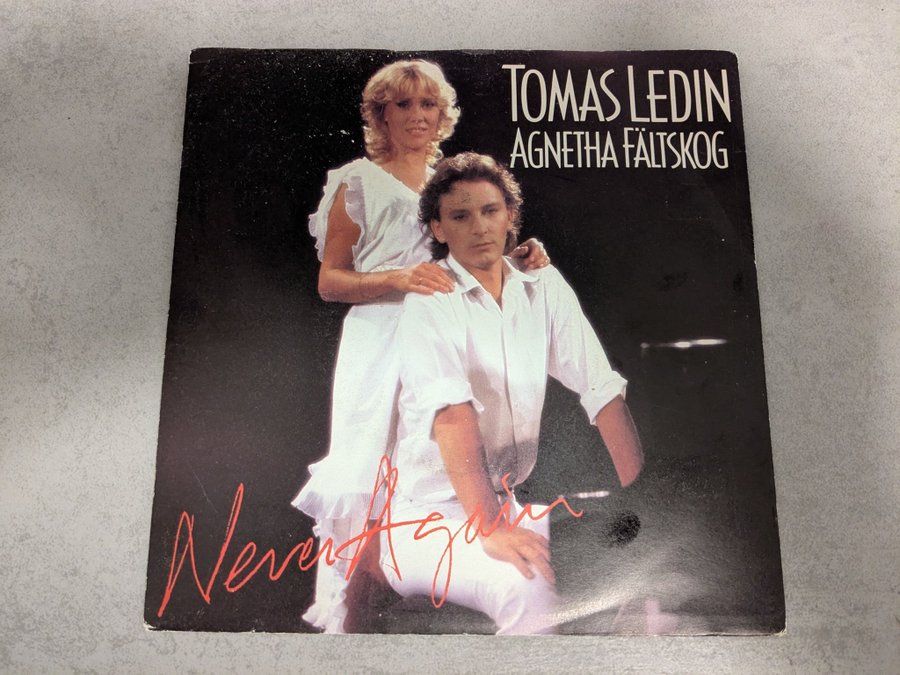 TOMAS LEDIN
AGNETHA FÄLTSKOG
Never Again